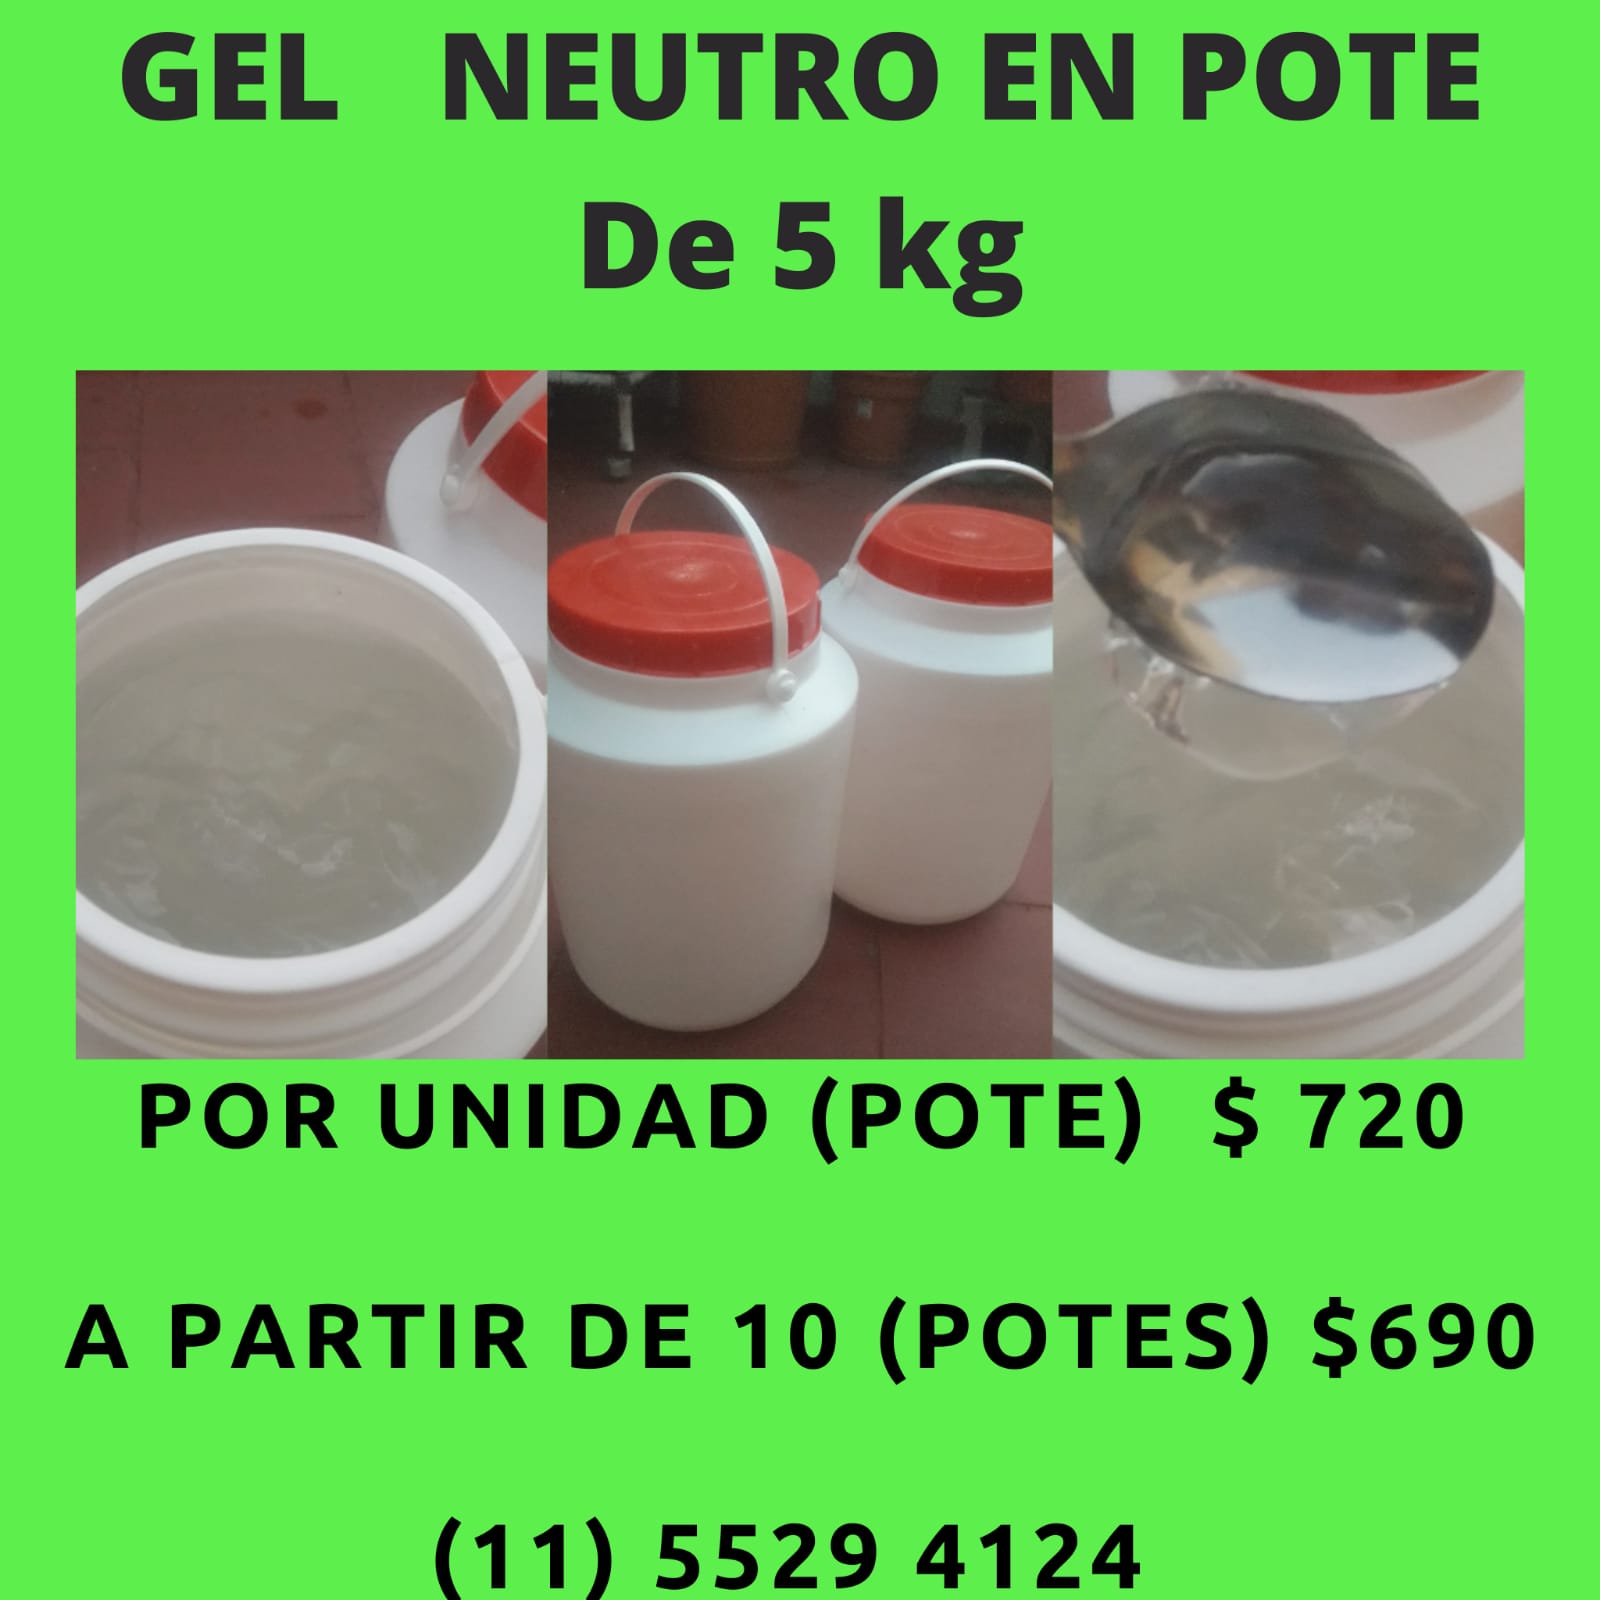 GEL NEUTRO EN POTE
De 5 kg
POR UNIDAD (POTE) $ 720
A PARTIR DE 10 (POTES) $690
(11) 5529 4124